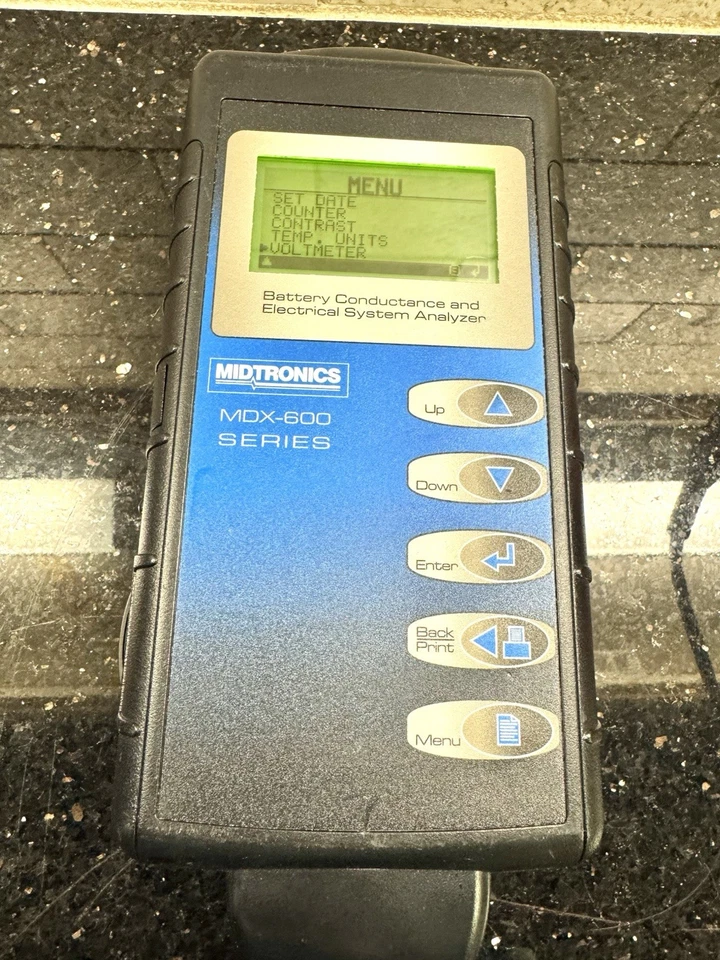 MENU
SET DATE
COUNTER
CONTRAST
TEMP. UNITS
VOLTMETER
Battery Conductance and
Electrical System Analyzer
MIDTRONICS
MDX-600
SERIES
Up
Down
Enter
Back
Print
Menu